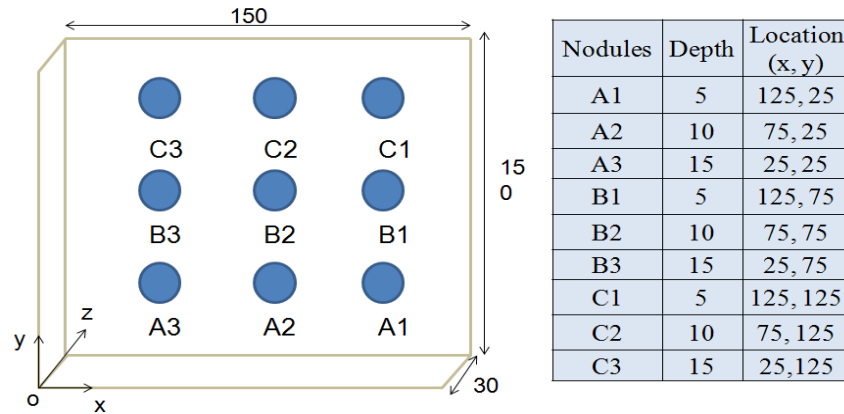 150
C3 C2 C1
15
0
B3 B2 B1
A3 A2 A1
z
y
o
x
30
Nodules Depth Location (x, y)
A1 5 125, 25
A2 10 75, 25
A3 15 25, 25
B1 5 125, 75
B2 10 75, 75
B3 15 25, 75
C1 5 125, 125
C2 10 75, 125
C3 15 25,125